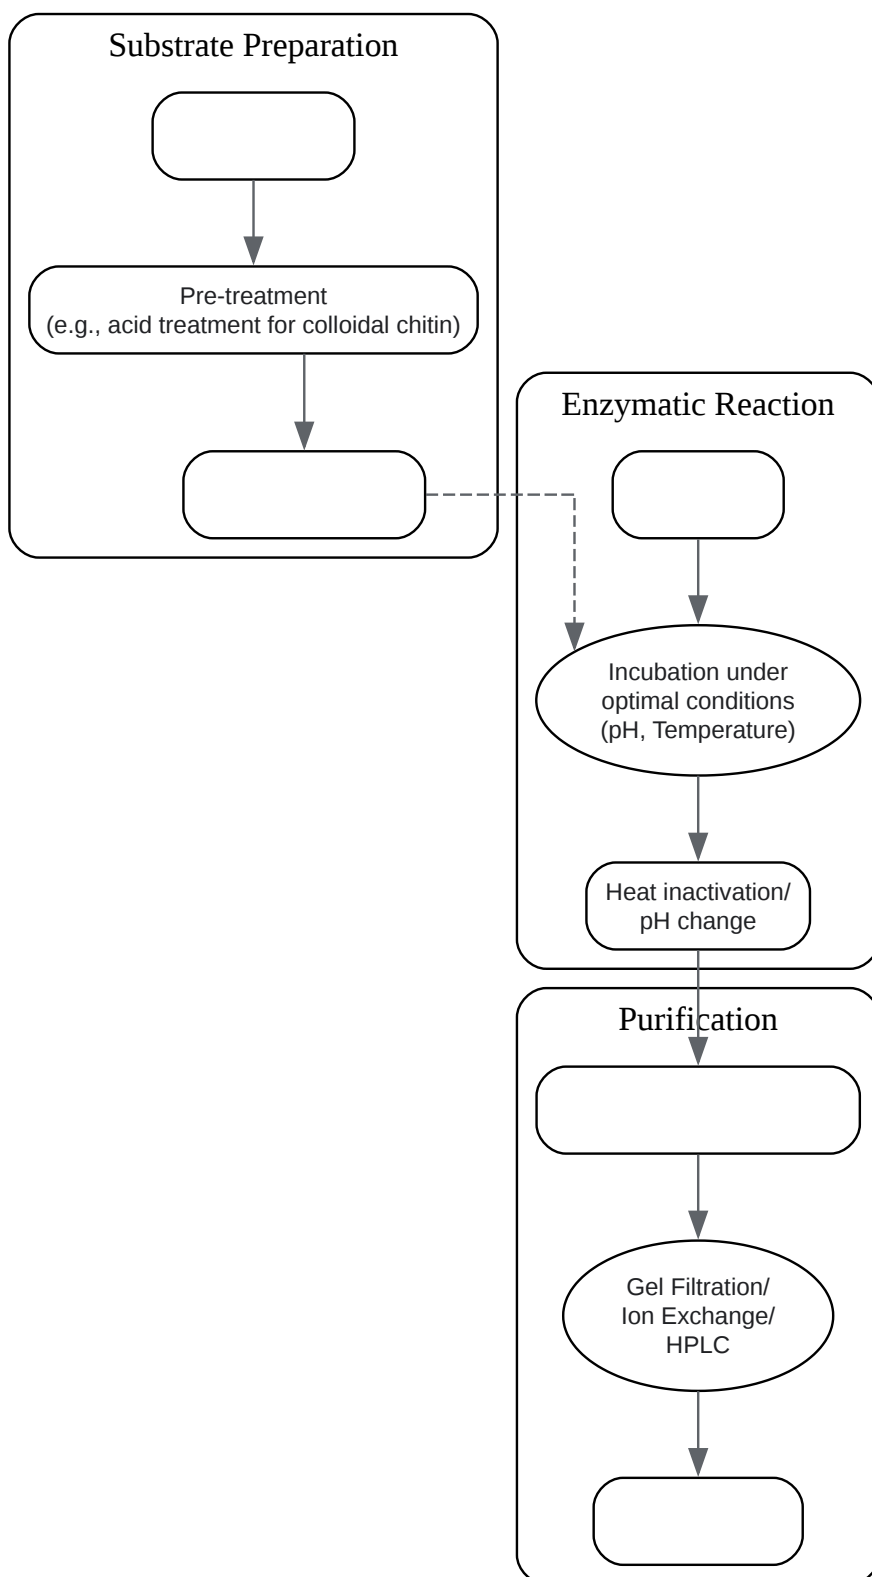 Substrate Preparation
Pre-treatment
(e.g., acid treatment for colloidal chitin)
Enzymatic Reaction
Incubation under
optimal conditions
(pH, Temperature)
Heat inactivation/
pH change
Purification
Gel Filtration/
Ion Exchange/
HPLC